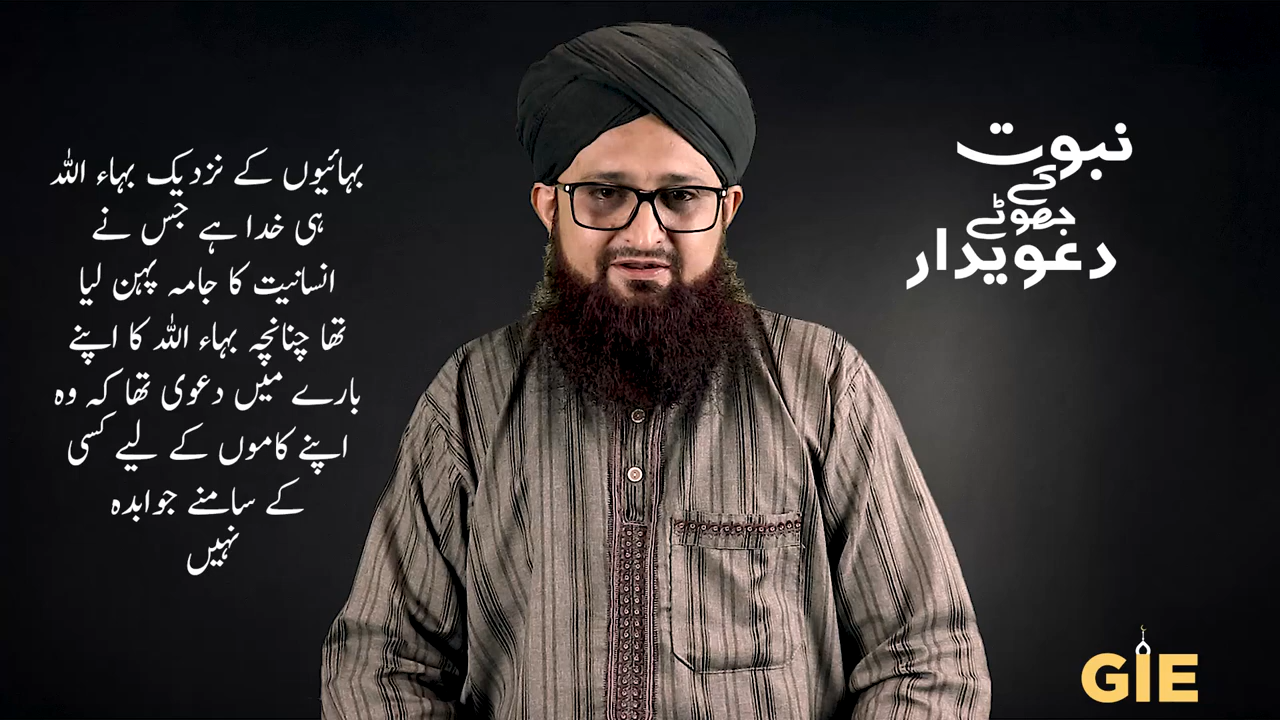 نبوت
کے
جھوٹے
دعویدار
بہائیوں کے نزدیک بہاء اللہ
ہی خدا ہے جس نے
انسانیت کا جامہ پہن لیا
تھا چنانچہ بہاء اللہ کا اپنے
بارے میں دعوی تھا کہ وہ
اپنے کاموں کے لیے کسی
کے سامنے جوابدہ
نہیں
GIE